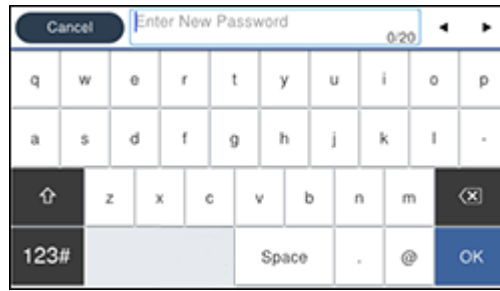 Cancel Enter New Password 0/20
q w e r t y u i o p
a s d f g h j k l -
z x c v b n m
123# Space . @ OK